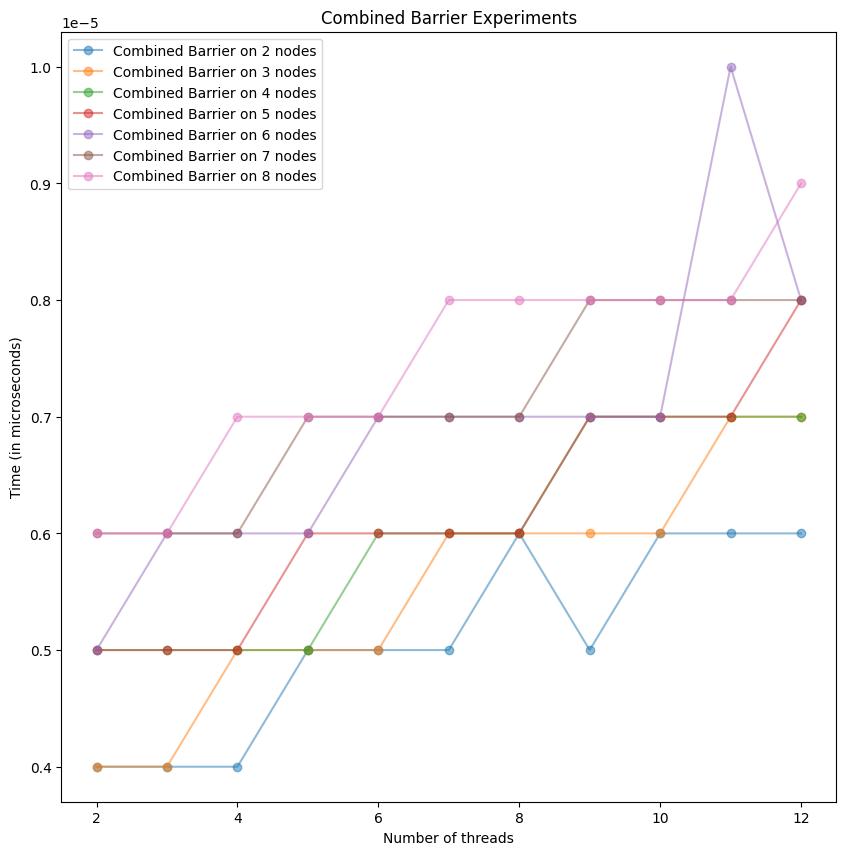 Combined Barrier Experiments
1e−5
Combined Barrier on 2 nodes
Combined Barrier on 3 nodes
Combined Barrier on 4 nodes
Combined Barrier on 5 nodes
Combined Barrier on 6 nodes
Combined Barrier on 7 nodes
Combined Barrier on 8 nodes
1.0
0.9
0.8
0.7
0.6
0.5
0.4
Time (in microseconds)
2 4 6 8 10 12
Number of threads